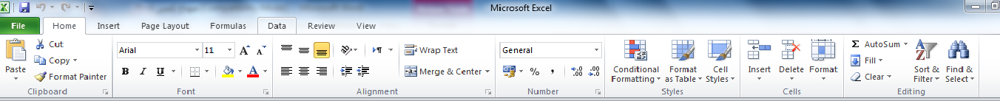 Microsoft Excel
File Home Insert Page Layout Formulas Data Review View
Paste
Cut
Copy
Format Painter
Clipboard
Arial 11 A A
B I U A
Font
Wrap Text
Merge & Center
Alignment
General
% , .0 .00 .00 .0
Number
Conditional Formatting
Format as Table
Cell Styles
Styles
Insert Delete Format
Cells
Σ AutoSum
Fill
Clear
A Z Sort & Filter
Find & Select
Editing